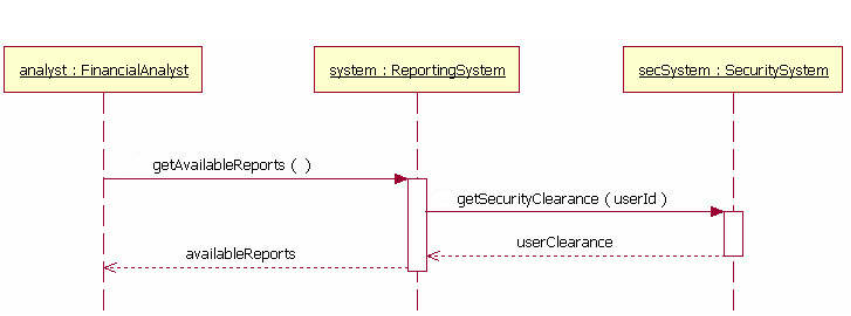 analyst : FinancialAnalyst
system : ReportingSystem
secSystem : SecuritySystem
getAvailableReports ( )
getSecurityClearance ( userId )
userClearance
availableReports